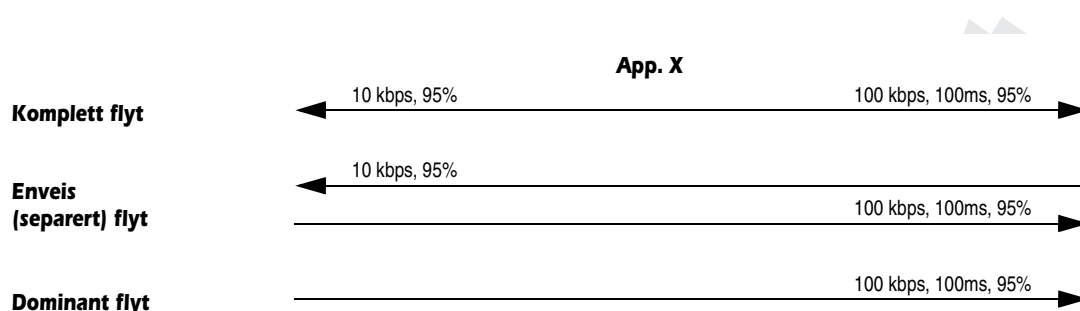 App. X
Komplett flyt
10 kbps, 95%
100 kbps, 100ms, 95%
Enveis
(separert) flyt
10 kbps, 95%
100 kbps, 100ms, 95%
Dominant flyt
100 kbps, 100ms, 95%